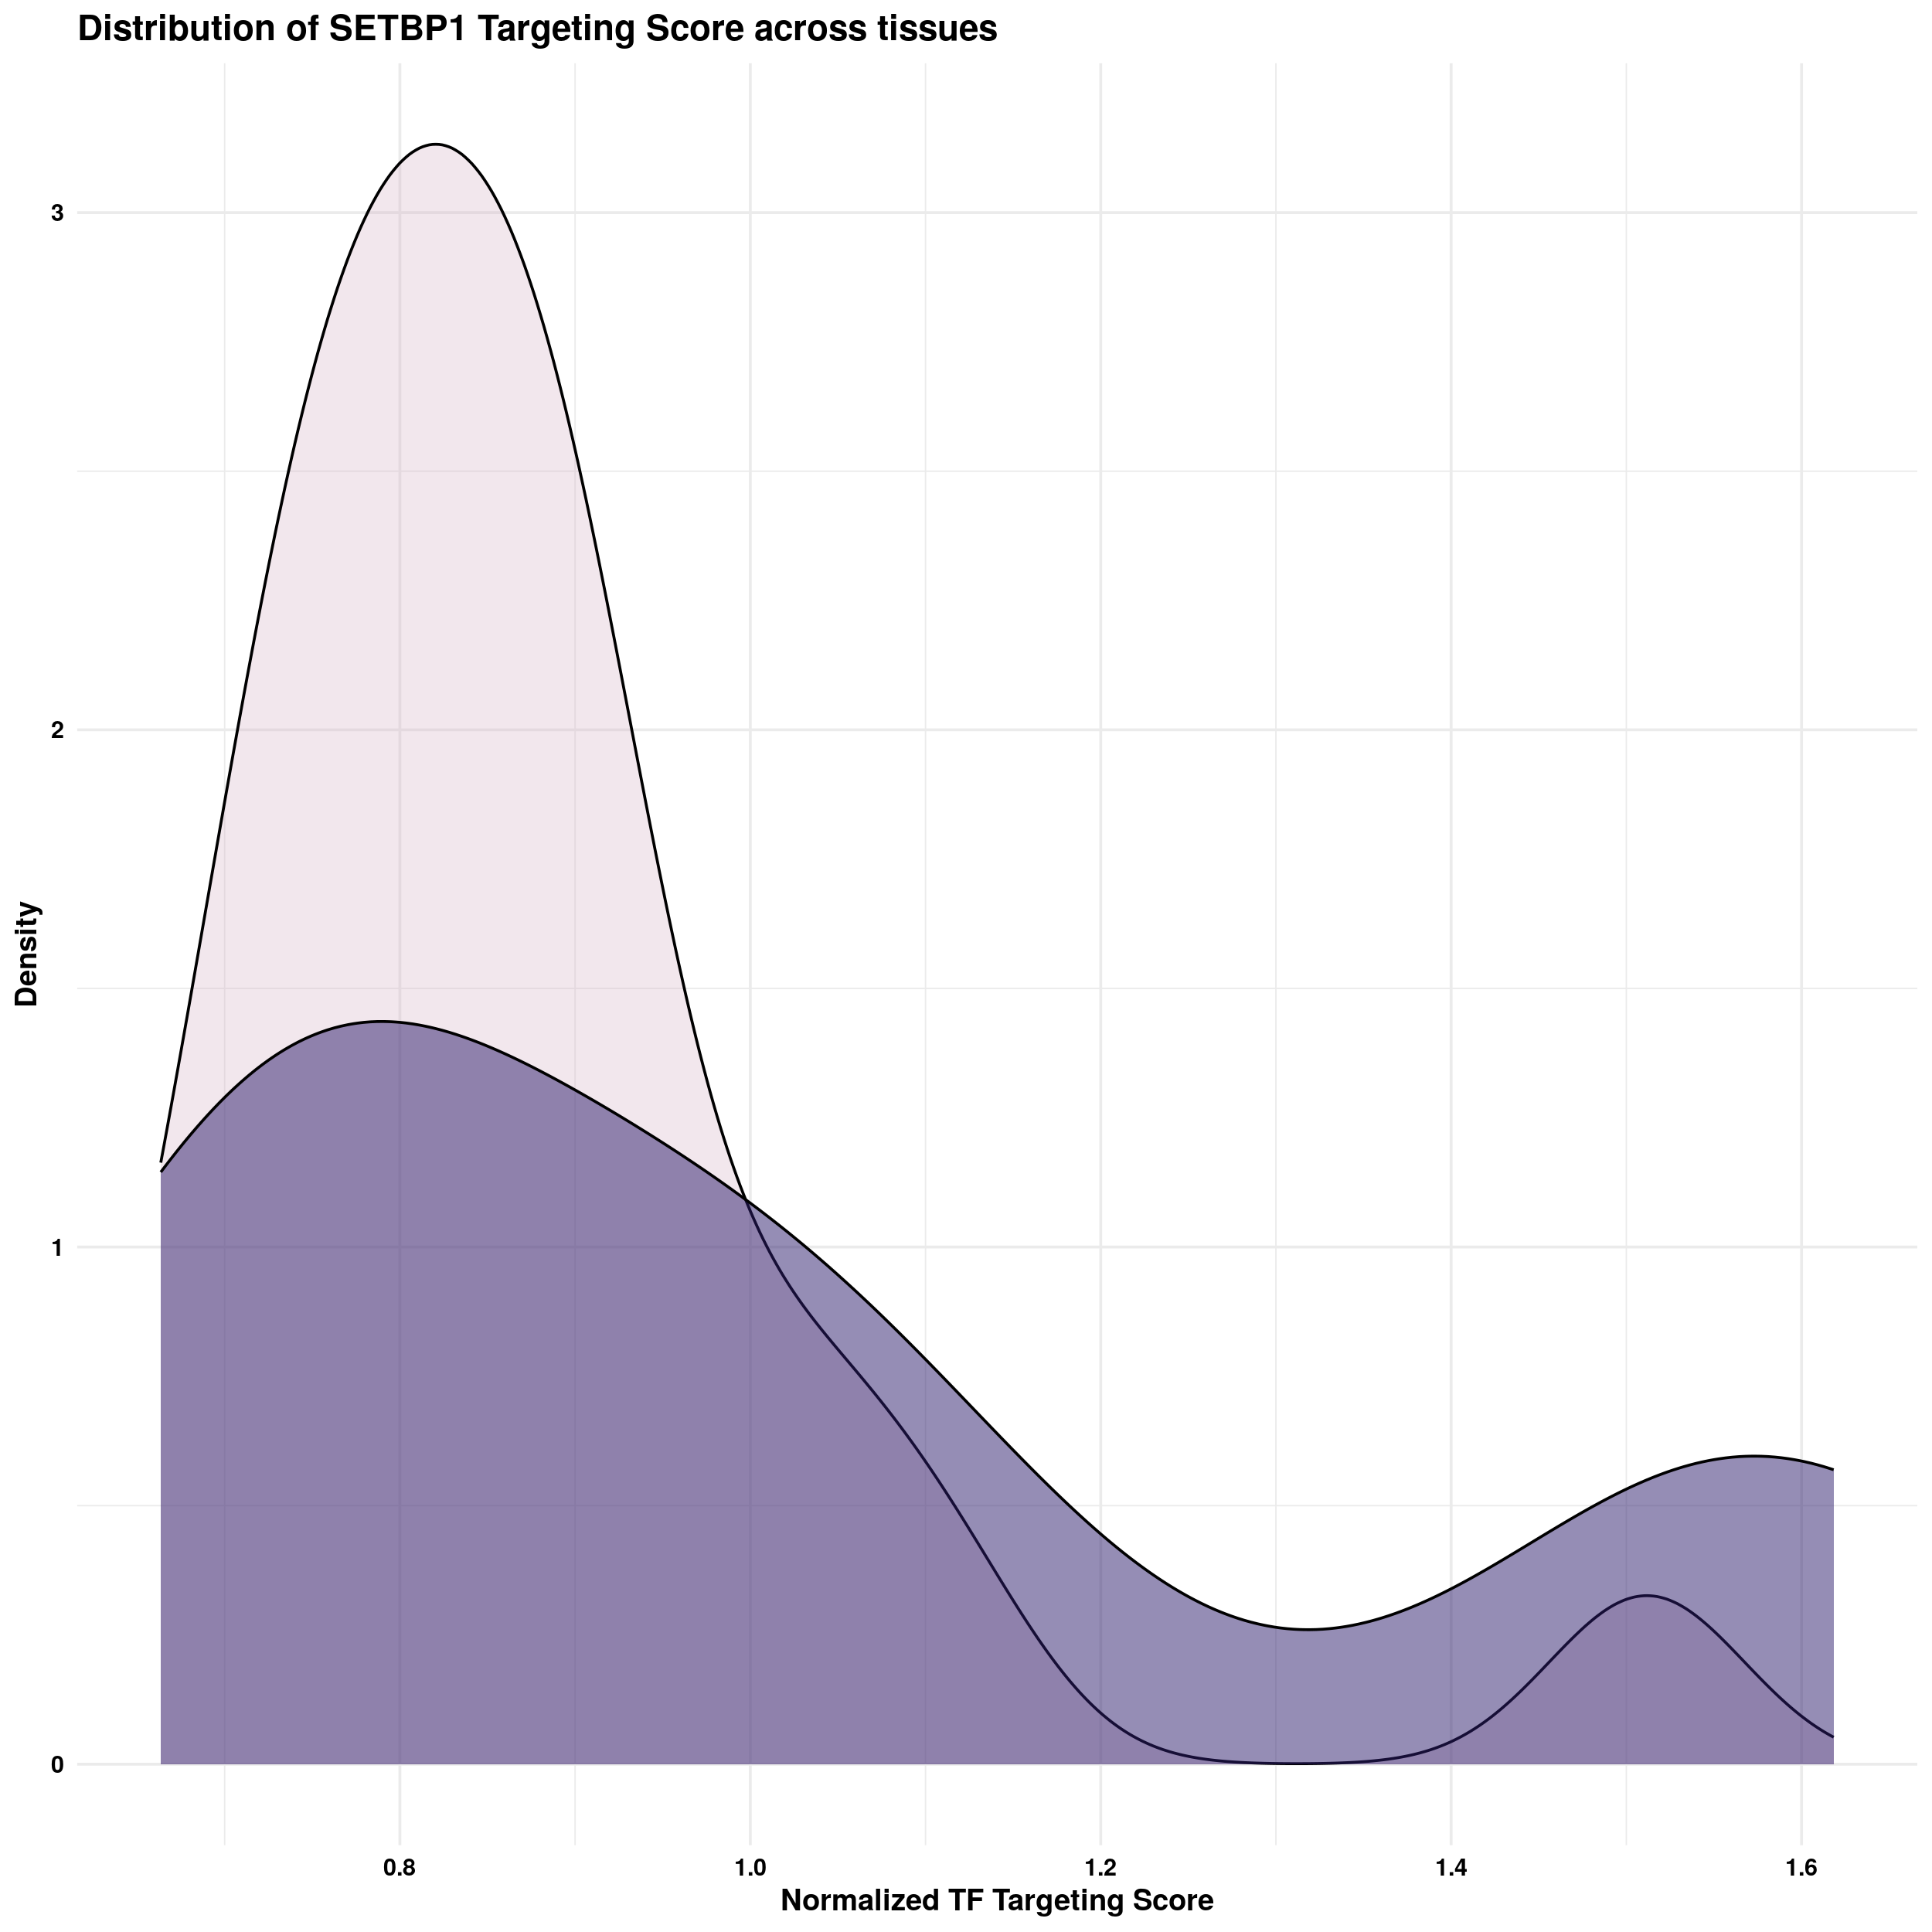 Distribution of SETBP1 Targeting Score across tissues
3
2
1
0
Density
0.8 1.0 1.2 1.4 1.6
Normalized TF Targeting Score